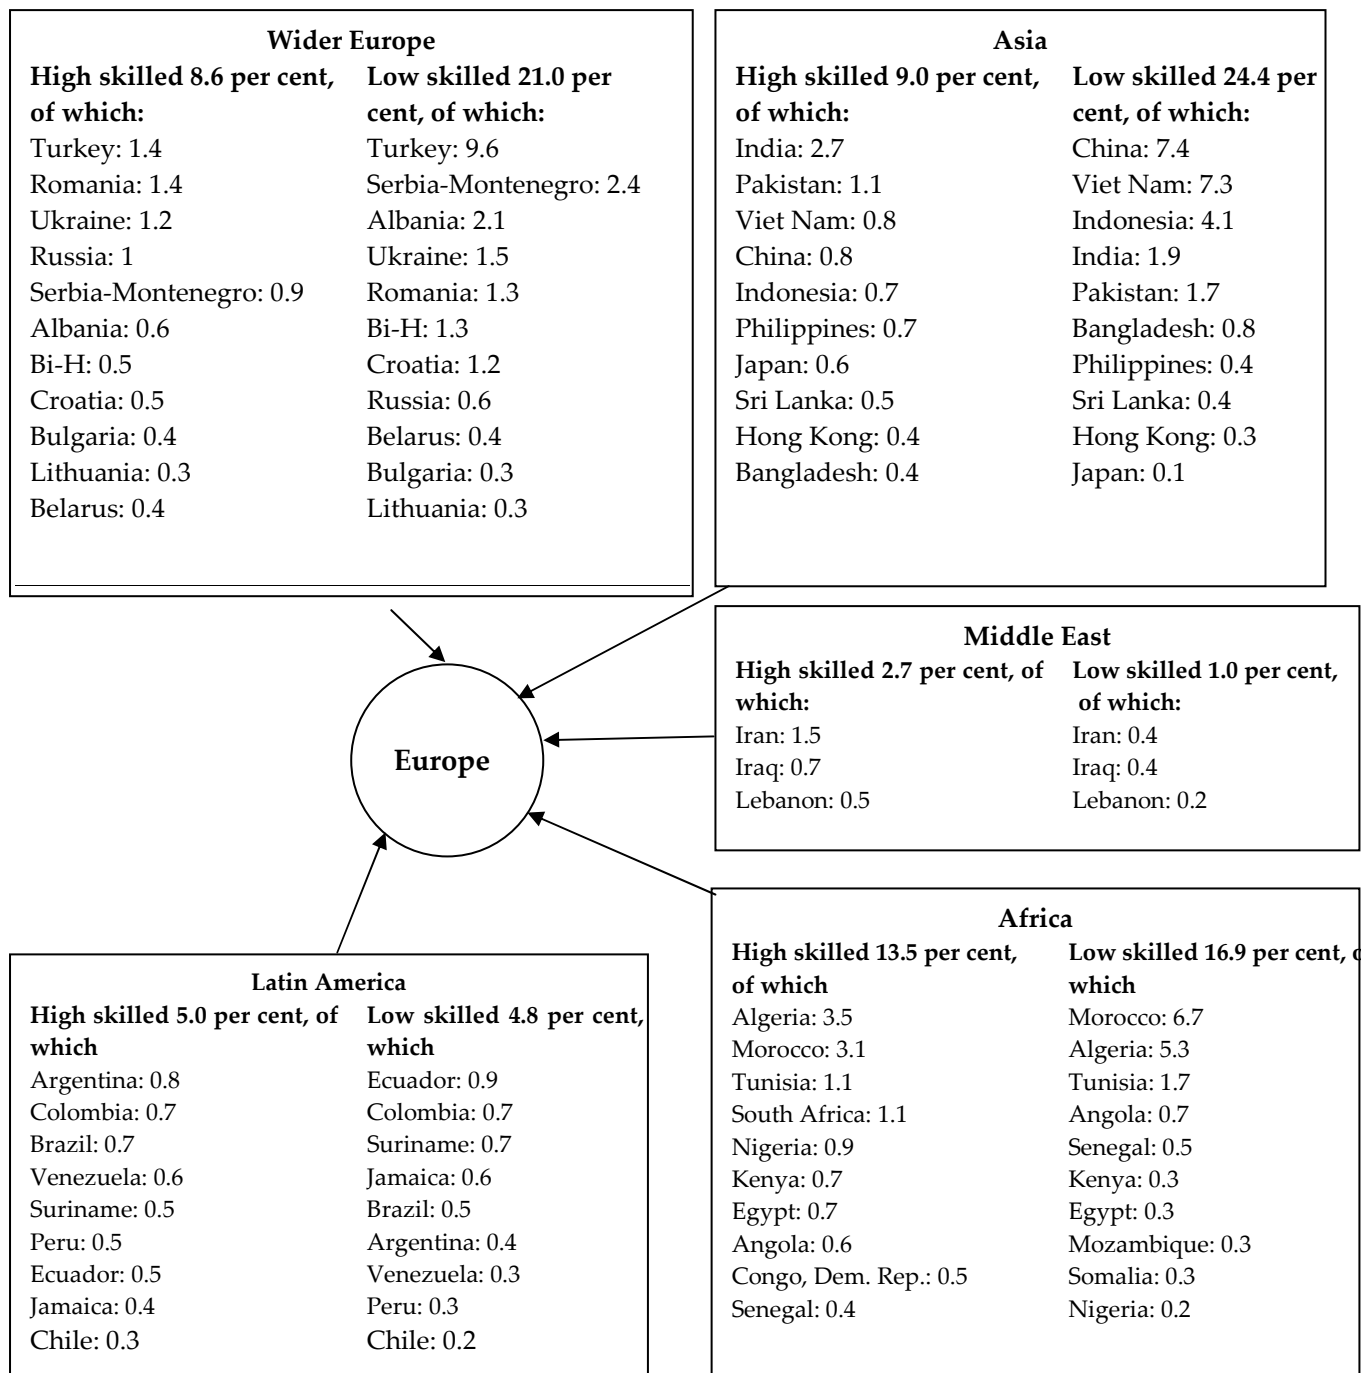 Wider Europe
High skilled 8.6 per cent,
of which:
Turkey: 1.4
Romania: 1.4
Ukraine: 1.2
Russia: 1
Serbia-Montenegro: 0.9
Albania: 0.6
Bi-H: 0.5
Croatia: 0.5
Bulgaria: 0.4
Lithuania: 0.3
Belarus: 0.4
Low skilled 21.0 per
cent, of which:
Turkey: 9.6
Serbia-Montenegro: 2.4
Albania: 2.1
Ukraine: 1.5
Romania: 1.3
Bi-H: 1.3
Croatia: 1.2
Russia: 0.6
Belarus: 0.4
Bulgaria: 0.3
Lithuania: 0.3
Asia
High skilled 9.0 per cent,
of which:
India: 2.7
Pakistan: 1.1
Viet Nam: 0.8
China: 0.8
Indonesia: 0.7
Philippines: 0.7
Japan: 0.6
Sri Lanka: 0.5
Hong Kong: 0.4
Bangladesh: 0.4
Low skilled 24.4 per
cent, of which:
China: 7.4
Viet Nam: 7.3
Indonesia: 4.1
India: 1.9
Pakistan: 1.7
Bangladesh: 0.8
Philippines: 0.4
Sri Lanka: 0.4
Hong Kong: 0.3
Japan: 0.1
Middle East
High skilled 2.7 per cent, of
which:
Iran: 1.5
Iraq: 0.7
Lebanon: 0.5
Low skilled 1.0 per cent,
of which:
Iran: 0.4
Iraq: 0.4
Lebanon: 0.2
Europe
Latin America
High skilled 5.0 per cent, of
which
Argentina: 0.8
Colombia: 0.7
Brazil: 0.7
Venezuela: 0.6
Suriname: 0.5
Peru: 0.5
Ecuador: 0.5
Jamaica: 0.4
Chile: 0.3
Low skilled 4.8 per cent,
which
Ecuador: 0.9
Colombia: 0.7
Suriname: 0.7
Jamaica: 0.6
Brazil: 0.5
Argentina: 0.4
Venezuela: 0.3
Peru: 0.3
Chile: 0.2
Africa
High skilled 13.5 per cent,
of which
Algeria: 3.5
Morocco: 3.1
Tunisia: 1.1
South Africa: 1.1
Nigeria: 0.9
Kenya: 0.7
Egypt: 0.7
Angola: 0.6
Congo, Dem. Rep.: 0.5
Senegal: 0.4
Low skilled 16.9 per cent,
which
Morocco: 6.7
Algeria: 5.3
Tunisia: 1.7
Angola: 0.7
Senegal: 0.5
Kenya: 0.3
Egypt: 0.3
Mozambique: 0.3
Somalia: 0.3
Nigeria: 0.2